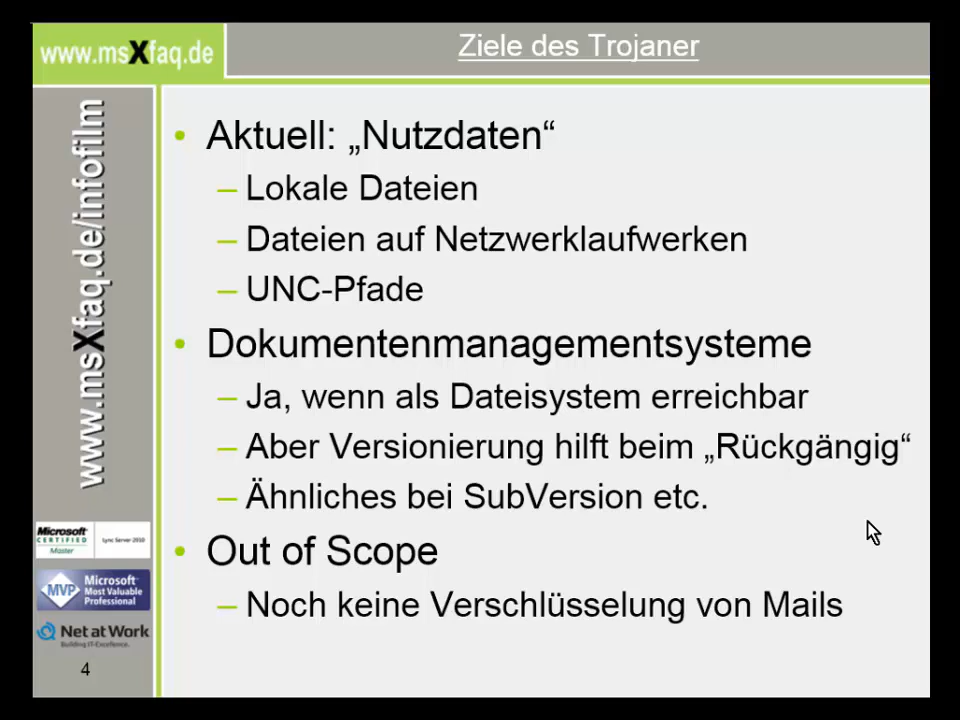 www.msXfaq.de
Ziele des Trojaner
www.msXfaq.de/infofilm
• Aktuell: „Nutzdaten“
– Lokale Dateien
– Dateien auf Netzwerklaufwerken
– UNC-Pfade
• Dokumentenmanagementsysteme
– Ja, wenn als Dateisystem erreichbar
– Aber Versionierung hilft beim „Rückgängig“
– Ähnliches bei SubVersion etc.
• Out of Scope
– Noch keine Verschlüsselung von Mails
Microsoft
CERTIFIED
Master
Lync Server 2010
MVP
Microsoft
Most Valuable
Professional
Net at Work
Building IT-Excellence.
4